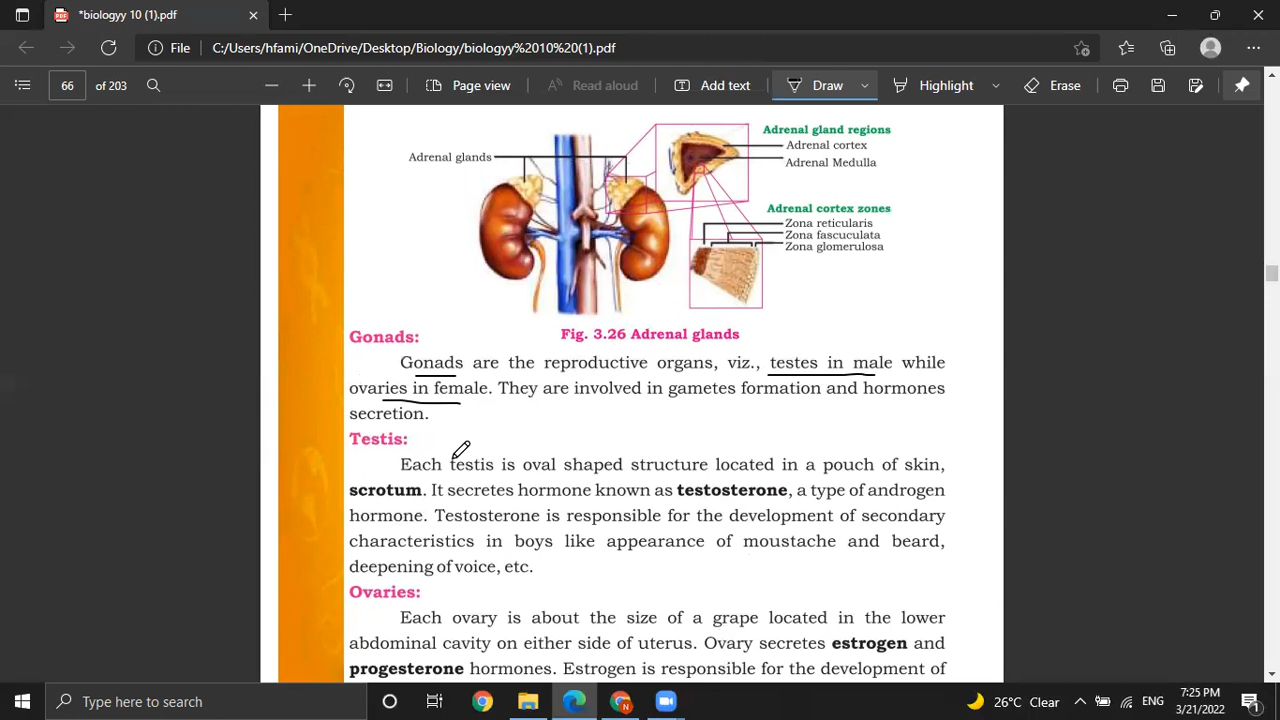 *biologyy 10 (1).pdf
File
C:/Users/hfami/OneDrive/Desktop/Biology/biologyy%2010%20(1).pdf
66 of 203
Page view
Read aloud
Add text
Draw
Highlight
Erase
Adrenal glands
Adrenal gland regions
Adrenal cortex
Adrenal Medulla
Adrenal cortex zones
Zona reticularis
Zona fascuculata
Zona glomerulosa
Fig. 3.26 Adrenal glands
Gonads:
Gonads are the reproductive organs, viz., testes in male while
ovaries in female. They are involved in gametes formation and hormones
secretion.
Testis:
Each testis is oval shaped structure located in a pouch of skin,
scrotum. It secretes hormone known as testosterone, a type of androgen
hormone. Testosterone is responsible for the development of secondary
characteristics in boys like appearance of moustache and beard,
deepening of voice, etc.
Ovaries:
Each ovary is about the size of a grape located in the lower
abdominal cavity on either side of uterus. Ovary secretes estrogen and
progesterone hormones. Estrogen is responsible for the development of
Type here to search
26°C Clear
ENG
7:25 PM
3/21/2022